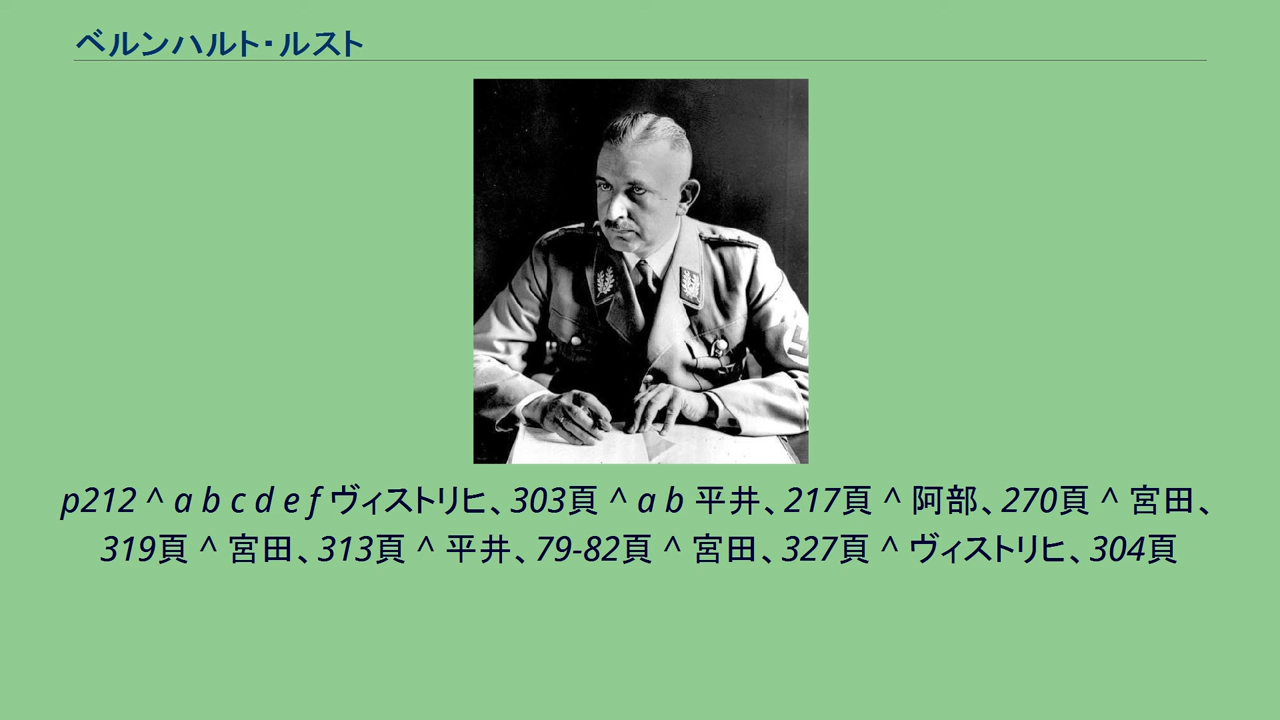 ベルンハルト・ルスト
p212 ^ a b c d e f ヴィストリヒ、303頁 ^ a b 平井、217頁 ^ 阿部、270頁 ^ 宮田、
319頁 ^ 宮田、313頁 ^ 平井、79-82頁 ^ 宮田、327頁 ^ ヴィストリヒ、304頁